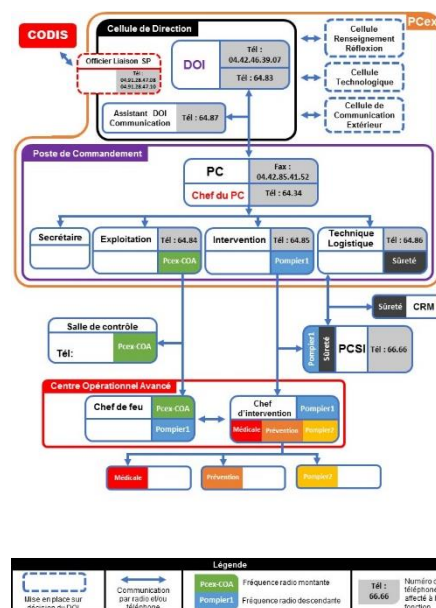 PCex
Cellule de Direction
CODIS
Officier Liaison SP
Tél :
04.91.28.47.08
04.91.28.47.10
DOI
Tél :
04.42.46.39.07
Tél : 64.83
Assistant DOI
Communication
Tél : 64.87
Cellule
Renseignement
Réflexion
Cellule
Technologique
Cellule de
Communication
Extérieur
Poste de Commandement
PC
Chef du PC
Fax :
04.42.85.41.52
Tél : 64.34
Secrétaire
Exploitation
Tél : 64.84
Pcex-COA
Intervention
Tél : 64.85
Pompier1
Technique
Logistique
Tél : 64.86
Sûreté
Sûreté
CRM
Salle de contrôle
Tél:
Pcex-COA
Pompier1
Sûreté
PCSI
Tél : 66.66
Centre Opérationnel Avancé
Chef de feu
Pcex-COA
Pompier1
Chef
d'intervention
Pompier1
Médicale
Prévention
Pompier2
Médicale
Prévention
Pompier2
Légende
Mise en place sur
décision du DOI
Communication
par radio et/ou
téléphone
Pcex-COA
Fréquence radio montante
Pompier1
Fréquence radio descendante
Tél :
66.66
Numéro d
téléphone
affecté à l
fonction